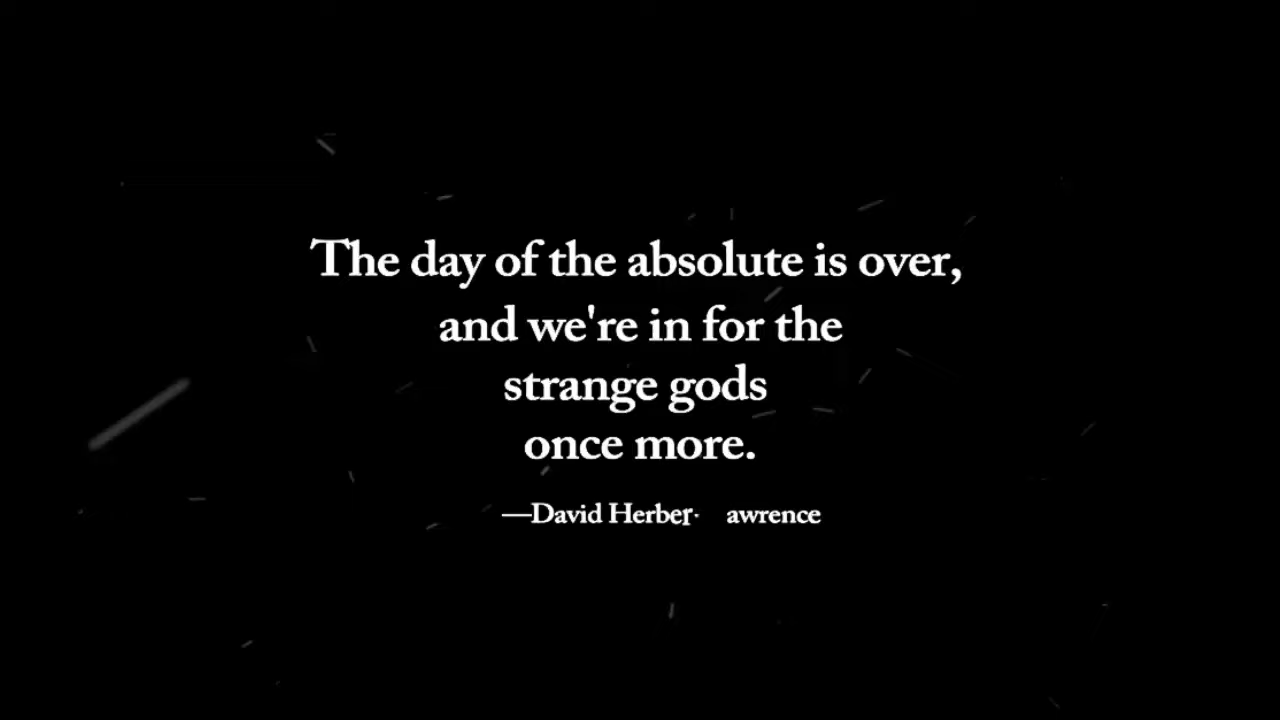 The day of the absolute is over,
and we're in for the
strange gods
once more.
—David Herber awrence